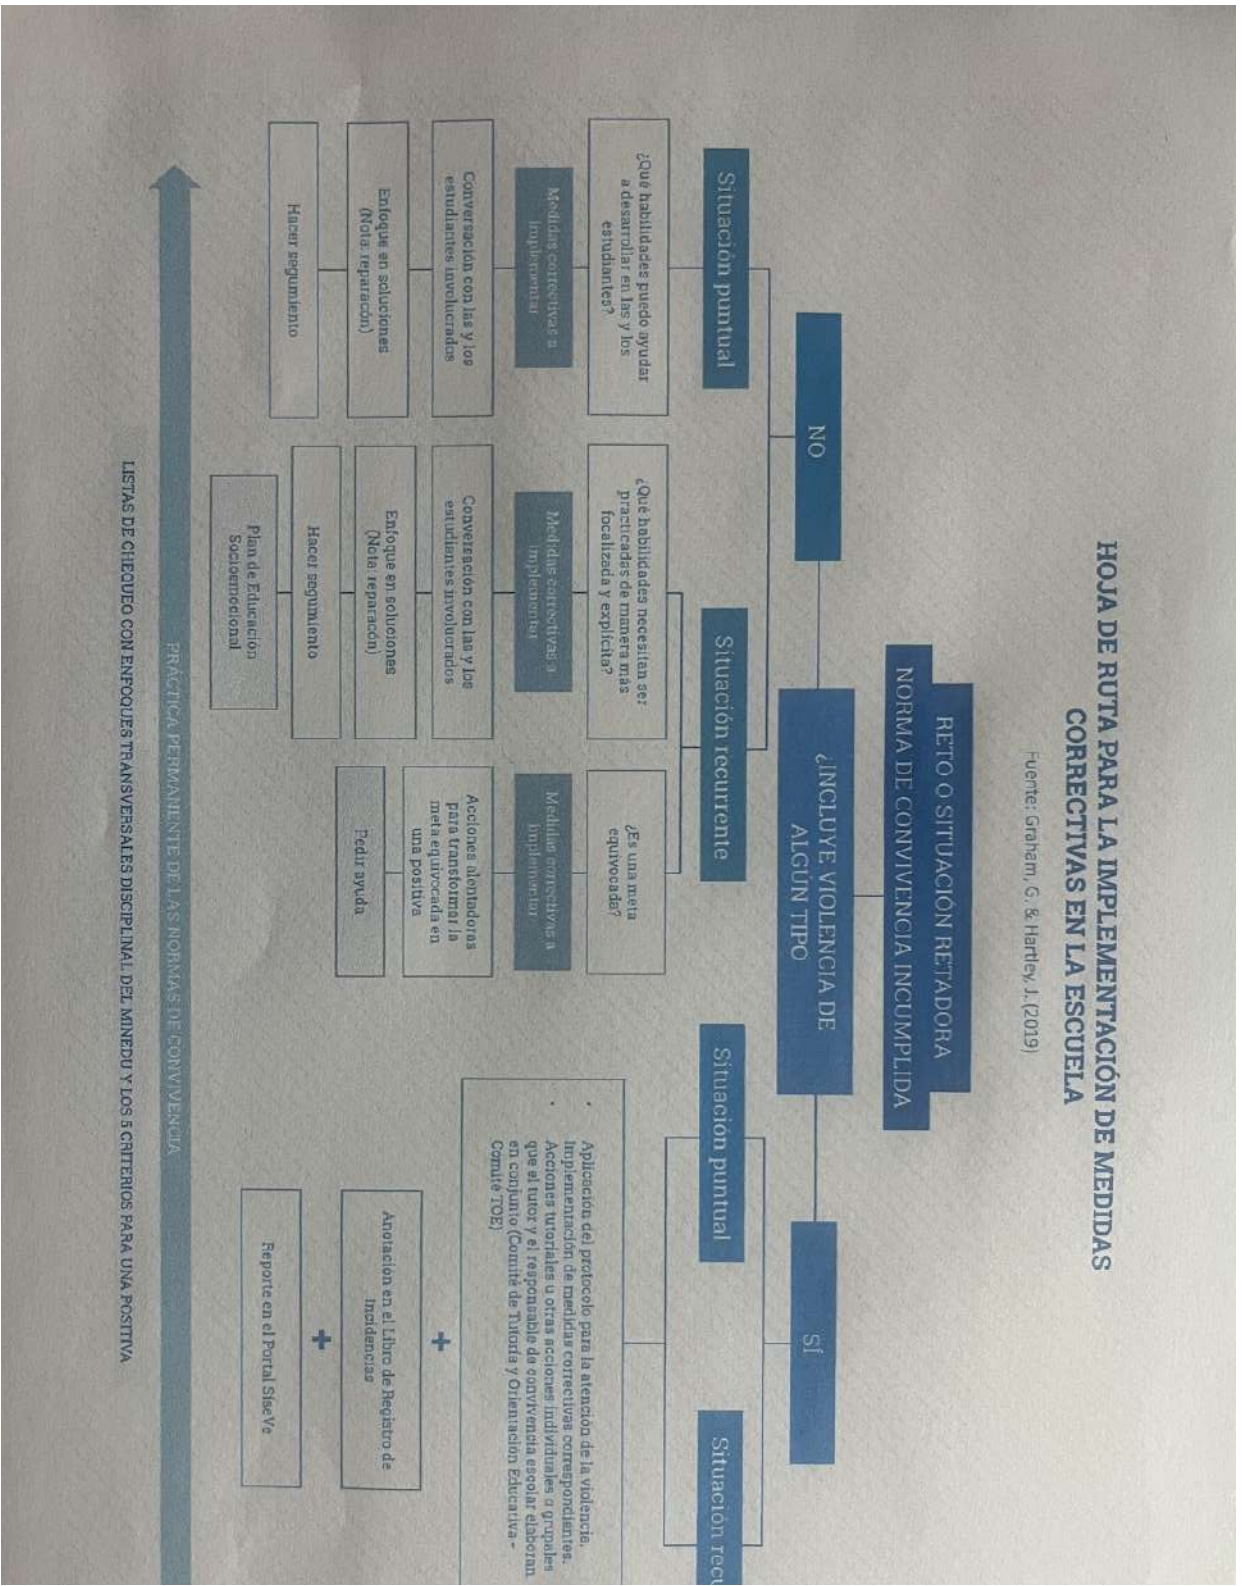 HOJA DE RUTA PARA LA IMPLEMENTACIÓN DE MEDIDAS
CORRECTIVAS EN LA ESCUELA
Fuente: Graham, G. & Hartley, J. (2019)
RETO O SITUACIÓN RETADORA
NORMA DE CONVIVENCIA INCUMPLIDA
¿INCLUYE VIOLENCIA DE
ALGÚN TIPO
NO
SÍ
Situación puntual
Situación recurrente
Situación puntual
Situación recu
¿Qué habilidades puedo ayudar
a desarrollar en las y los
estudiantes?
Medidas correctivas a
implementar
Conversación con las y los
estudiantes involucrados
Enfoque en soluciones
(Nota: reparacón)
Hacer segumiento
¿Qué habilidades necesitan ser
practicadas de manera más
focalizada y explícita?
Medidas correctivas a
implementar
Conversación con las y los
estudiantes involucrados
Enfoque en soluciones
(Nota: reparacón)
Hacer segumiento
Plan de Educación
Socioemocional
¿Es una meta
equivocada?
Medidas correctivas a
implementar
Acciones alentadoras
para transformar la
meta equivocada en
una positiva
Pedir ayuda
• Aplicación del protocolo para la atención de la violencia.
Implementación de medidas correctivas correspondientes.
• Acciones tutoriales u otras acciones individuales o grupales
que el tutor y el responsable de convivencia escolar elaboran
en conjunto (Comité de Tutoría y Orientación Educativa -
Comité TOE)
+
Anotación en el Libro de Registro de
Incidencias
+
Reporte en el Portal SíseVe
PRÁCTICA PERMANENTE DE LAS NORMAS DE CONVIVENCIA
LISTAS DE CHEQUEO CON ENFOQUES TRANSVERSALES DISCIPLINAL DEL MINEDU Y LOS 5 CRITERIOS PARA UNA POSITIVA